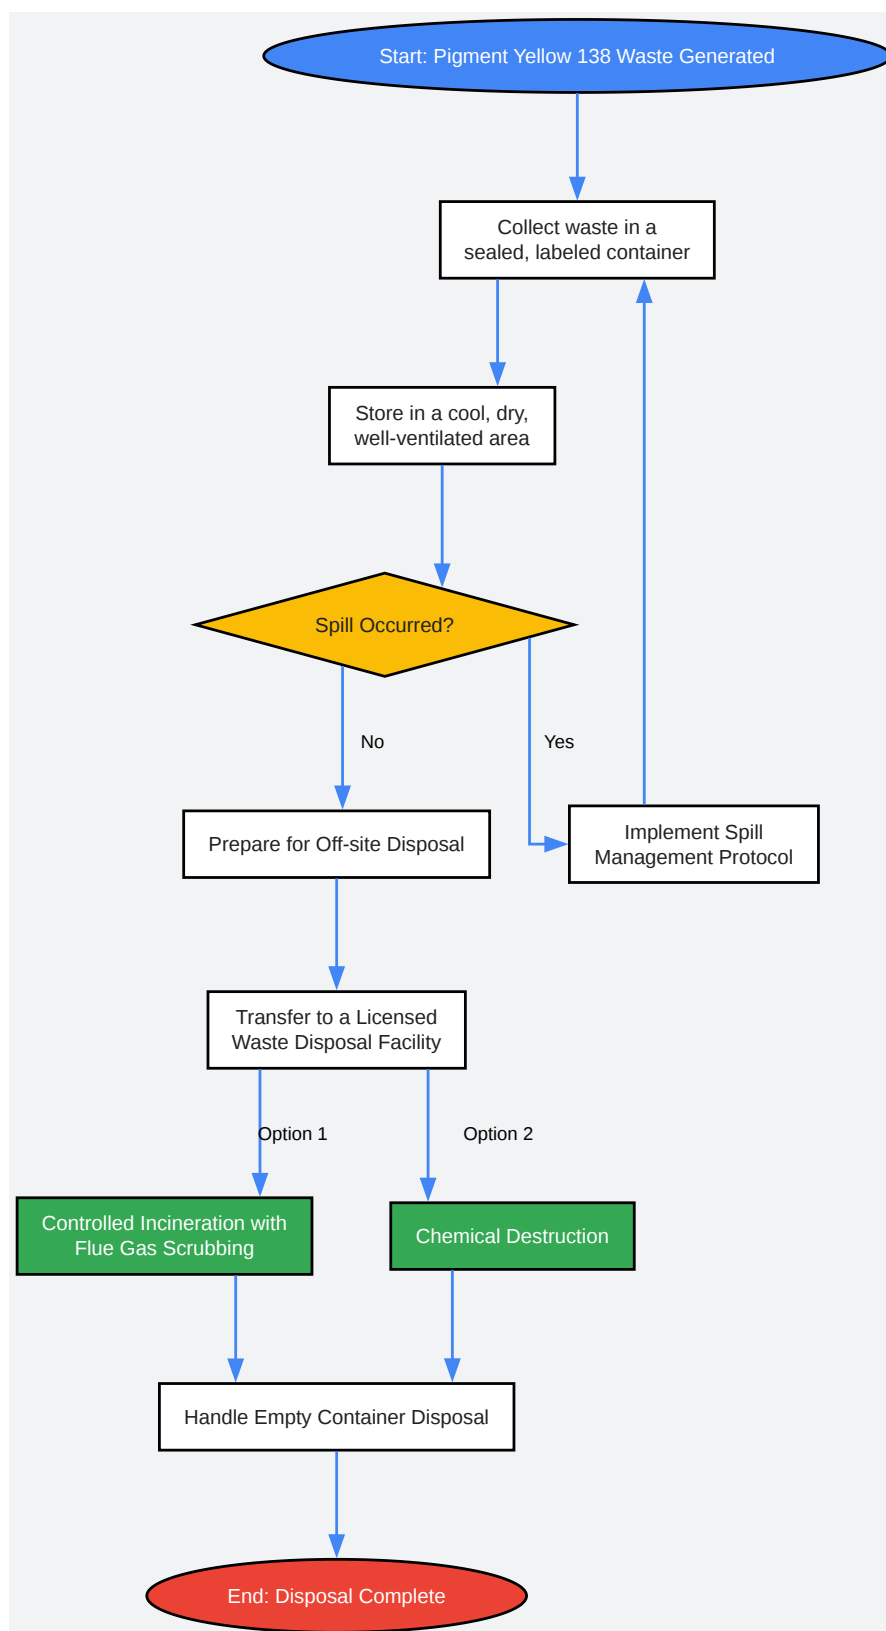 Start: Pigment Yellow 138 Waste Generated
Collect waste in a
sealed, labeled container
Store in a cool, dry,
well-ventilated area
Spill Occurred?
No
Yes
Prepare for Off-site Disposal
Implement Spill
Management Protocol
Transfer to a Licensed
Waste Disposal Facility
Option 1
Option 2
Controlled Incineration with
Flue Gas Scrubbing
Chemical Destruction
Handle Empty Container Disposal
End: Disposal Complete